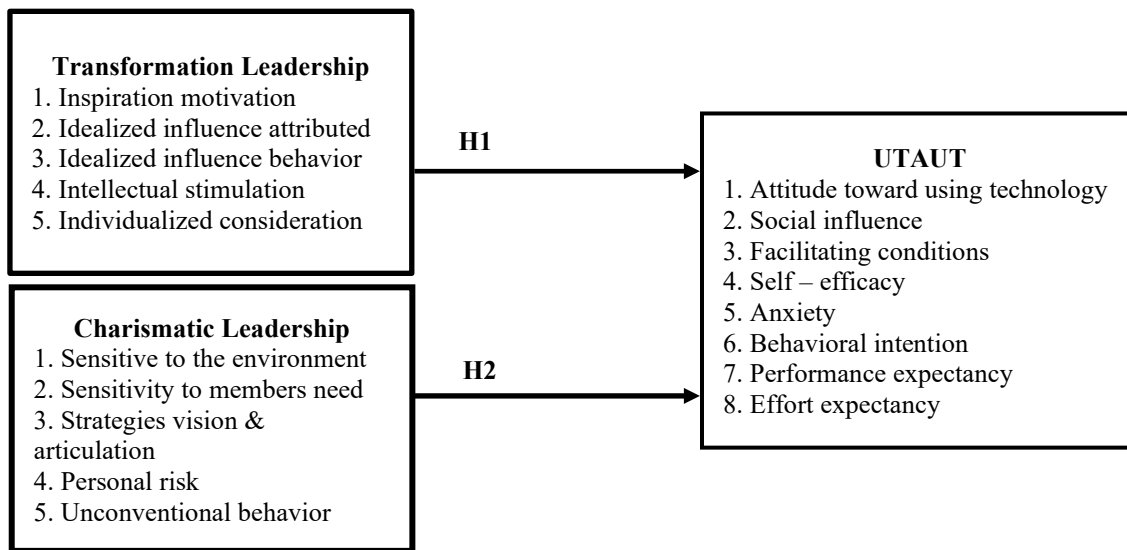 Transformation Leadership
1. Inspiration motivation
2. Idealized influence attributed
3. Idealized influence behavior
4. Intellectual stimulation
5. Individualized consideration
H1
Charismatic Leadership
1. Sensitive to the environment
2. Sensitivity to members need
3. Strategies vision &
articulation
4. Personal risk
5. Unconventional behavior
H2
UTAUT
1. Attitude toward using technology
2. Social influence
3. Facilitating conditions
4. Self – efficacy
5. Anxiety
6. Behavioral intention
7. Performance expectancy
8. Effort expectancy